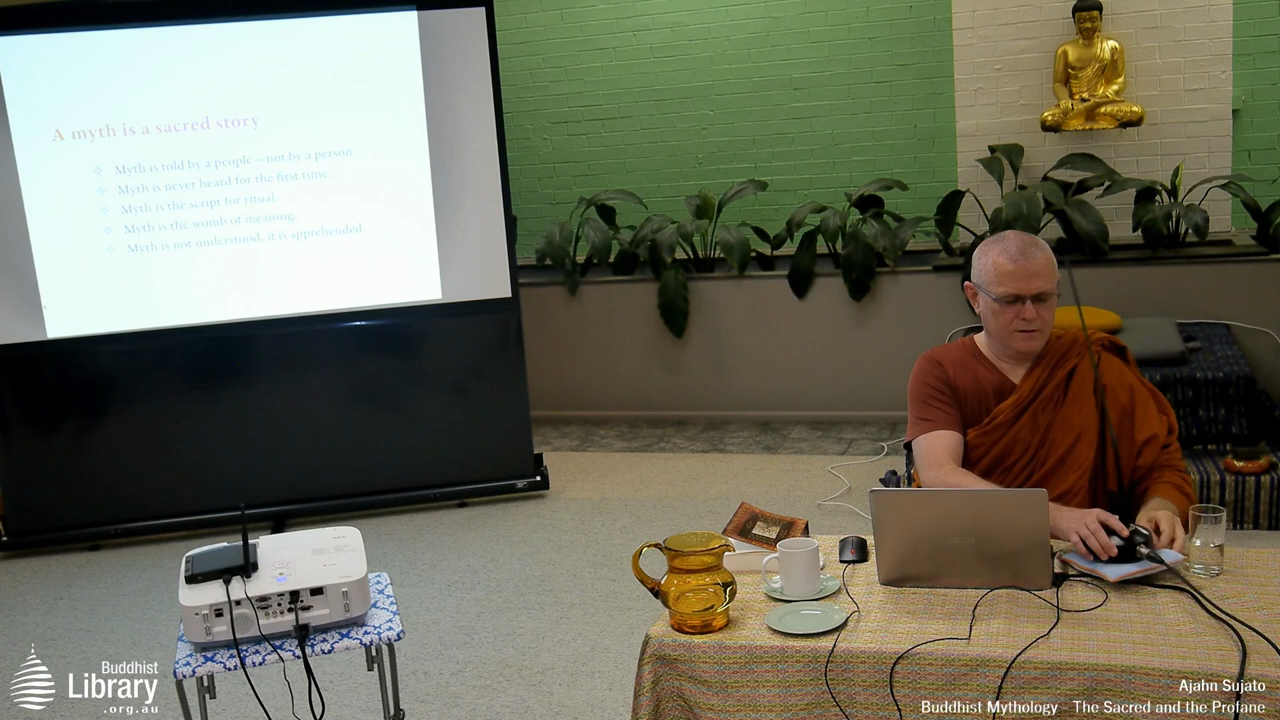 A myth is a sacred story
Myth is told by a people—not by a person.
Myth is never heard for the first time.
Myth is the script for ritual.
Myth is the womb of meaning.
Myth is not understood, it is apprehended.
Buddhist
Library
.org.au
Ajahn Sujato
Buddhist Mythology The Sacred and the Profane